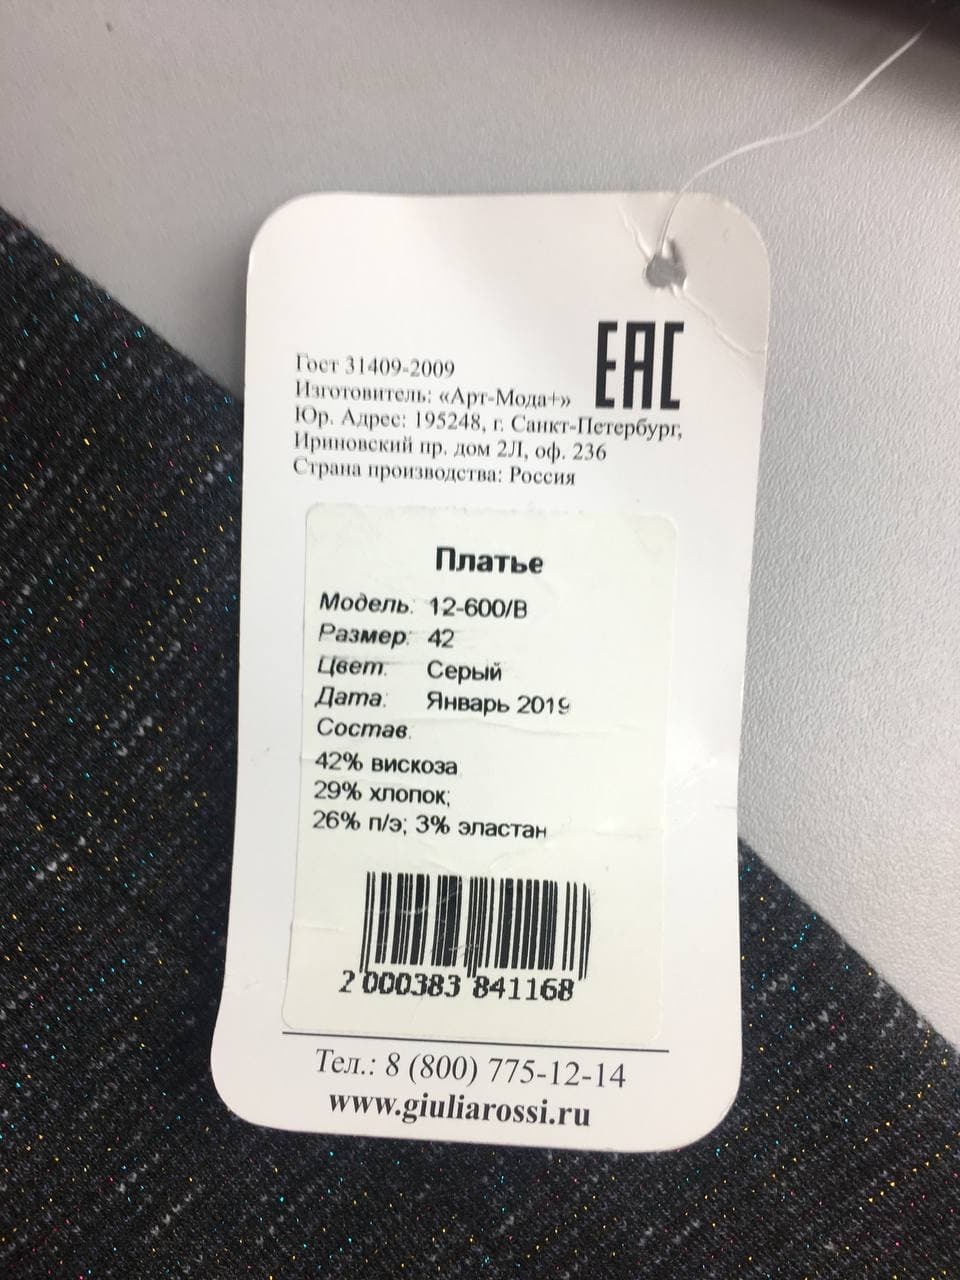 EAC
Гост 31409-2009
Изготовитель: «Арт-Мода+»
Юр. Адрес: 195248, г. Санкт-Петербург,
Ириновский пр. дом 2Л, оф. 236
Страна производства: Россия
Платье
Модель: 12-600/В
Размер: 42
Цвет: Серый
Дата: Январь 2019
Состав:
42% вискоза
29% хлопок;
26% п/э; 3% эластан
2 000383 841168
Тел.: 8 (800) 775-12-14
www.giuliarossi.ru